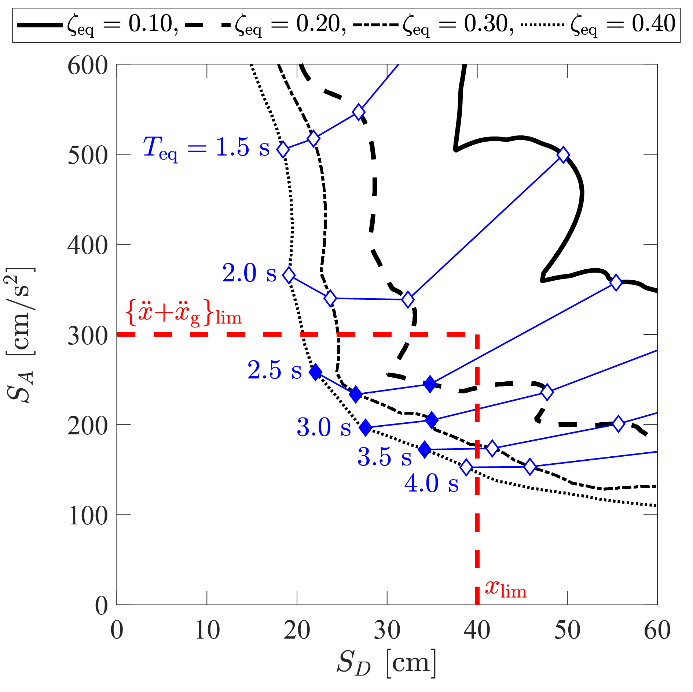 ζeq = 0.10, ζeq = 0.20, ζeq = 0.30, ζeq = 0.40
600
500
400
300
200
100
0
SA [cm/s²]
Teq = 1.5 s
2.0 s
{ẍ+ẍg}lim
2.5 s
3.0 s
3.5 s
4.0 s
xlim
0 10 20 30 40 50 60
SD [cm]